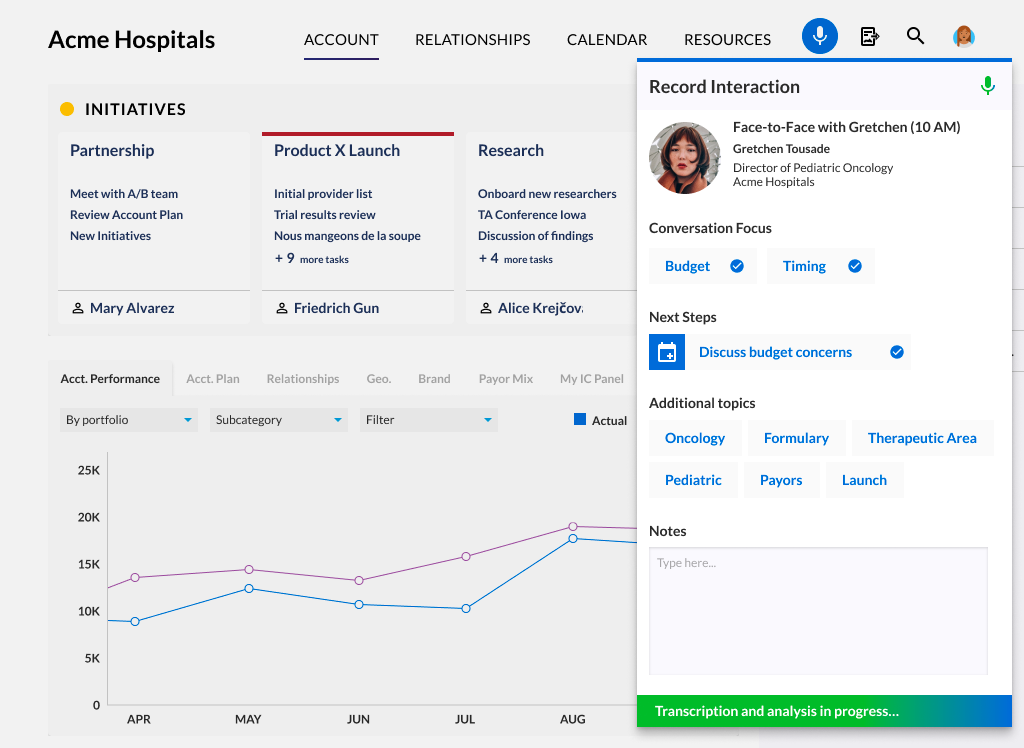 Acme Hospitals
ACCOUNT
RELATIONSHIPS
CALENDAR
RESOURCES
INITIATIVES
Partnership
Meet with A/B team
Review Account Plan
New Initiatives
Mary Alvarez
Product X Launch
Initial provider list
Trial results review
Nous mangeons de la soupe
+ 9 more tasks
Friedrich Gun
Research
Onboard new researchers
TA Conference Iowa
Discussion of findings
+ 4 more tasks
Alice Krejčov
Acct. Performance
Acct. Plan
Relationships
Geo.
Brand
Payor Mix
My IC Panel
By portfolio
Subcategory
Filter
Actual
25K
20K
15K
10K
5K
0
APR
MAY
JUN
JUL
AUG
Record Interaction
Face-to-Face with Gretchen (10 AM)
Gretchen Tousade
Director of Pediatric Oncology
Acme Hospitals
Conversation Focus
Budget
Timing
Next Steps
Discuss budget concerns
Additional topics
Oncology
Formulary
Therapeutic Area
Pediatric
Payors
Launch
Notes
Type here...
Transcription and analysis in progress...